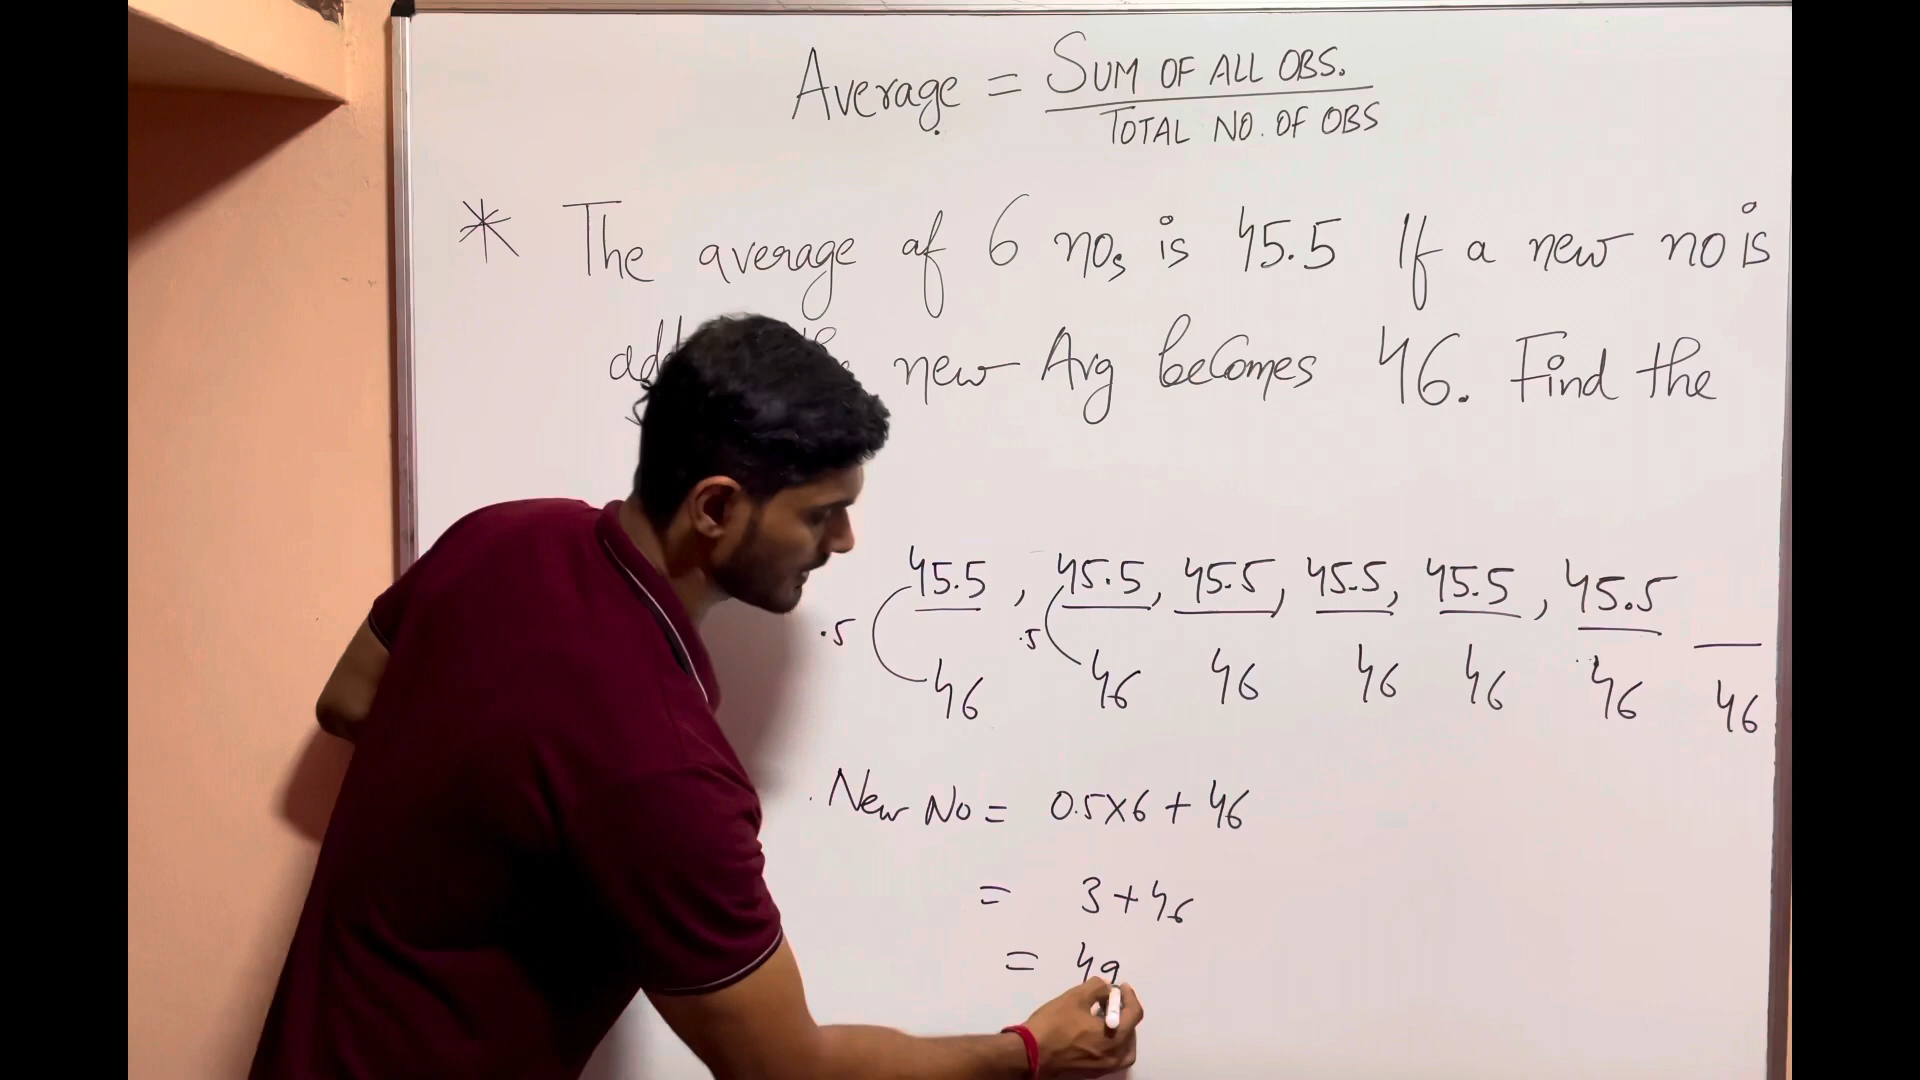 Average = SUM OF ALL OBS.
TOTAL NO. OF OBS
* The average of 6 nos is 45.5 If a new no is
new Avg becomes 46. Find the
45.5 , 45.5, 45.5, 45.5, 45.5 , 45.5
.5 .5
46 46 46 46 46 46 46
New No = 0.5x6 + 46
= 3+46
= 49